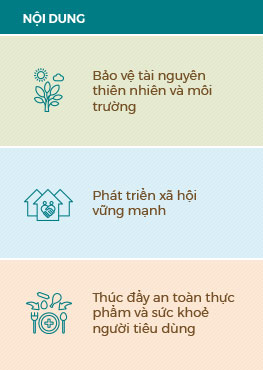 NỘI DUNG
Bảo vệ tài nguyên
thiên nhiên và môi
trường
Phát triển xã hội
vững mạnh
Thúc đẩy an toàn thực
phẩm và sức khoẻ
người tiêu dùng